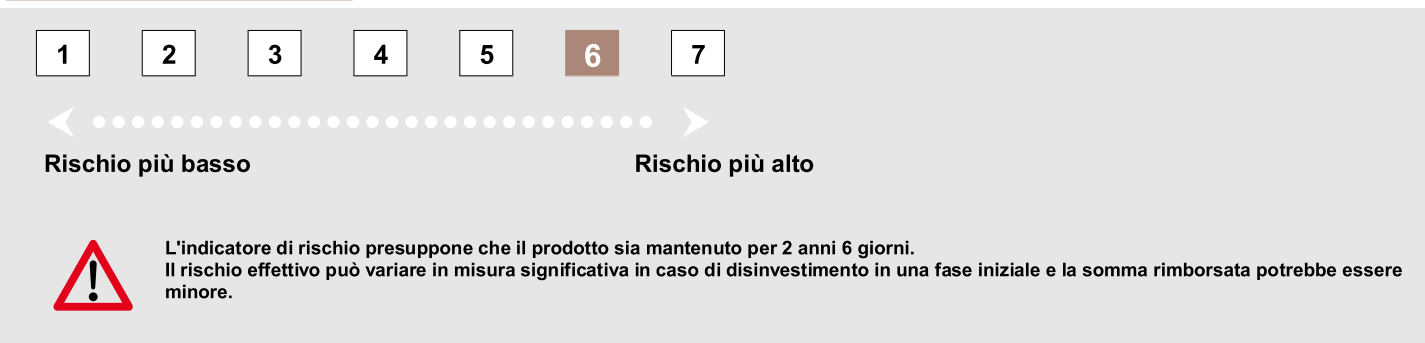 1 2 3 4 5 6 7
Rischio più basso Rischio più alto
L'indicatore di rischio presuppone che il prodotto sia mantenuto per 2 anni 6 giorni.
Il rischio effettivo può variare in misura significativa in caso di disinvestimento in una fase iniziale e la somma rimborsata potrebbe essere
minore.